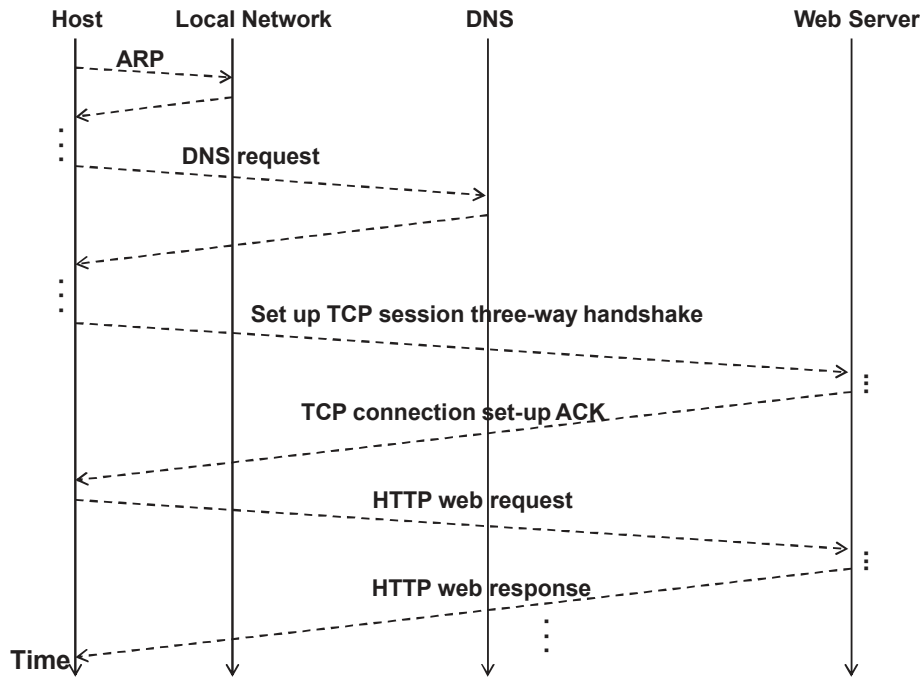 Host Local Network DNS Web Server
ARP
DNS request
Set up TCP session three-way handshake
TCP connection set-up ACK
HTTP web request
HTTP web response
Time